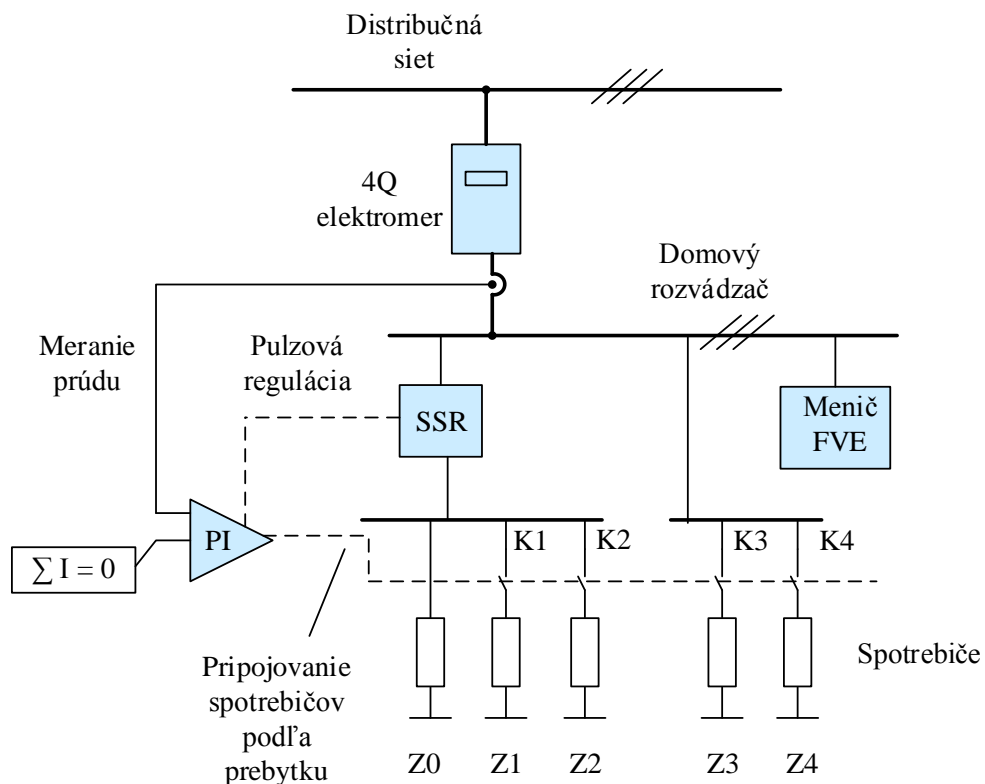 Distribučná
siet
4Q
elektromer
Domový
rozvádzač
Meranie
prúdu
Pulzová
regulácia
SSR
Menič
FVE
PI
∑ I = 0
K1
K2
K3
K4
Pripojovanie
spotrebičov
podľa
prebytku
Spotrebiče
Z0
Z1
Z2
Z3
Z4